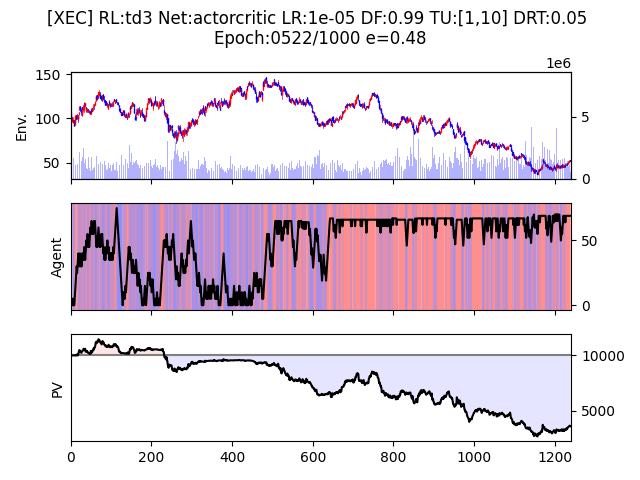 [XEC] RL:td3 Net:actorcritic LR:1e-05 DF:0.99 TU:[1,10] DRT:0.05
Epoch:0522/1000 e=0.48
1e6
150
100
50
Env.
5
0
Agent
50
0
PV
10000
5000
0
200
400
600
800
1000
1200